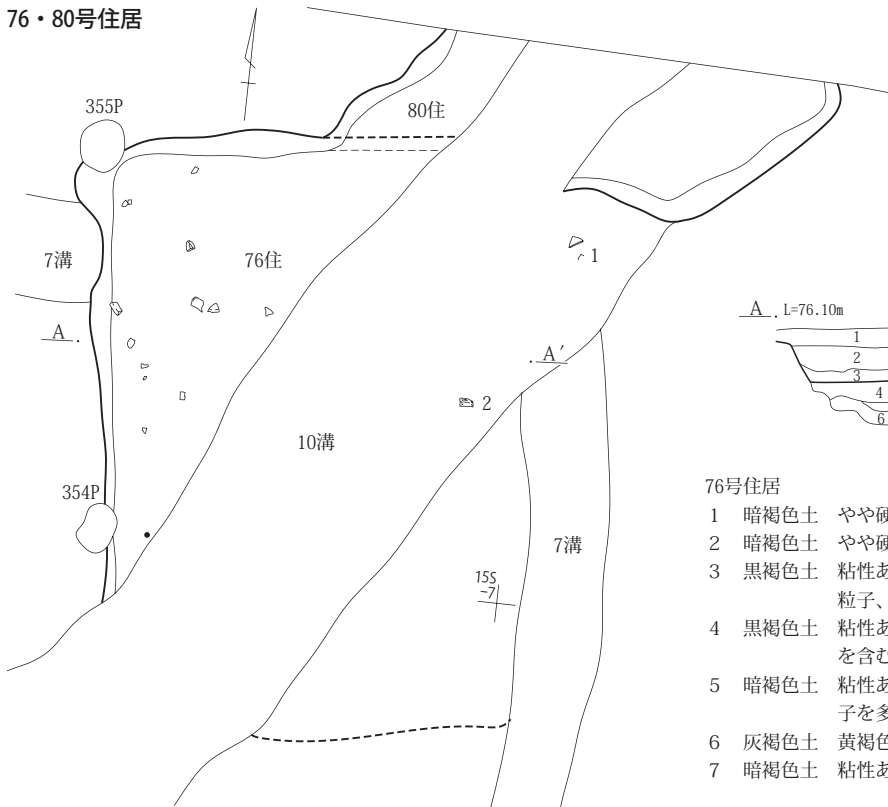 76・80号住居
355P
80住
7溝
76住
1
A .
A . L=76.10m
1
2
3
4
6
. A′
2
10溝
354P
7溝
15S
-7
76号住居
1 暗褐色土 やや硬
2 暗褐色土 やや硬
3 黒褐色土 粘性あ
粒子、
4 黒褐色土 粘性あ
を含む
5 暗褐色土 粘性あ
子を多
6 灰褐色土 黄褐色
7 暗褐色土 粘性あ